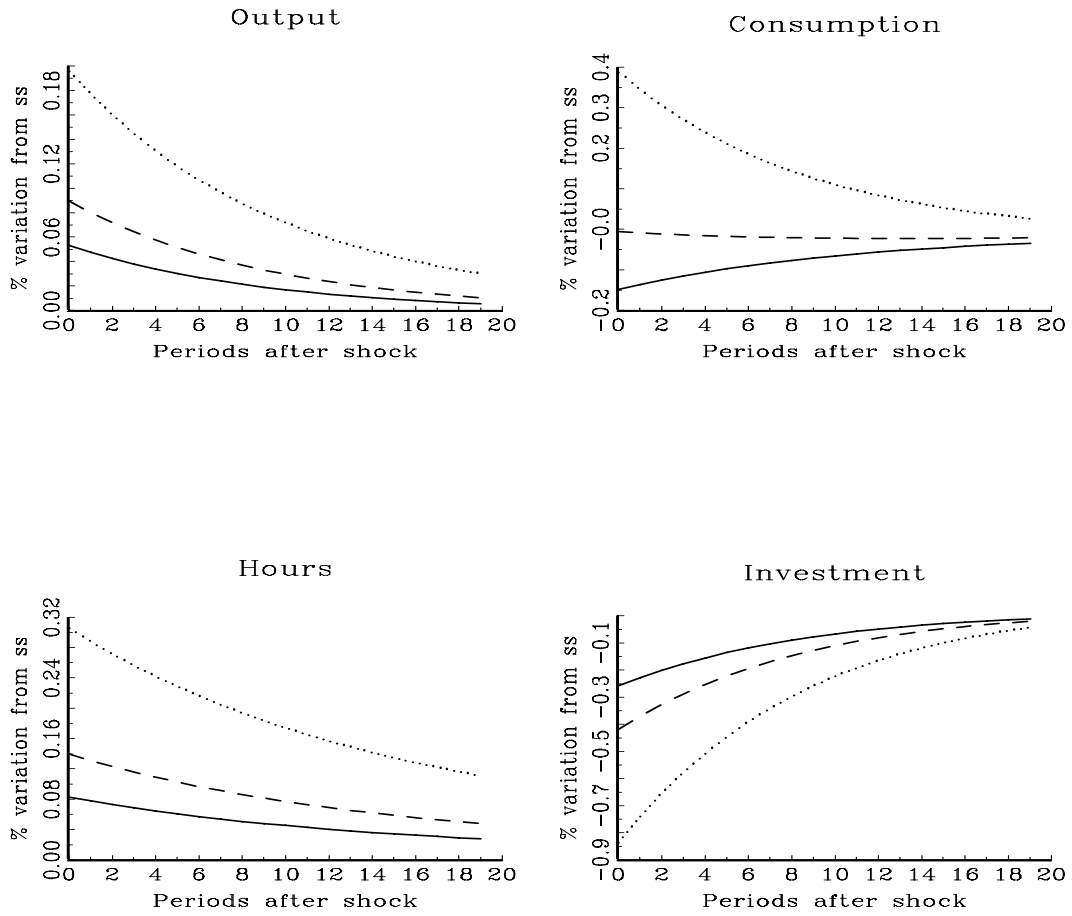 Output
% variation from ss
0.18
0.12
0.06
0.00
0 2 4 6 8 10 12 14 16 18 20
Periods after shock
Consumption
% variation from ss
0.4
0.3
0.2
-0.0
-0.2
0 2 4 6 8 10 12 14 16 18 20
Periods after shock
Hours
% variation from ss
0.32
0.24
0.16
0.08
0.00
0 2 4 6 8 10 12 14 16 18 20
Periods after shock
Investment
% variation from ss
-0.1
-0.3
-0.5
-0.7
-0.9
0 2 4 6 8 10 12 14 16 18 20
Periods after shock